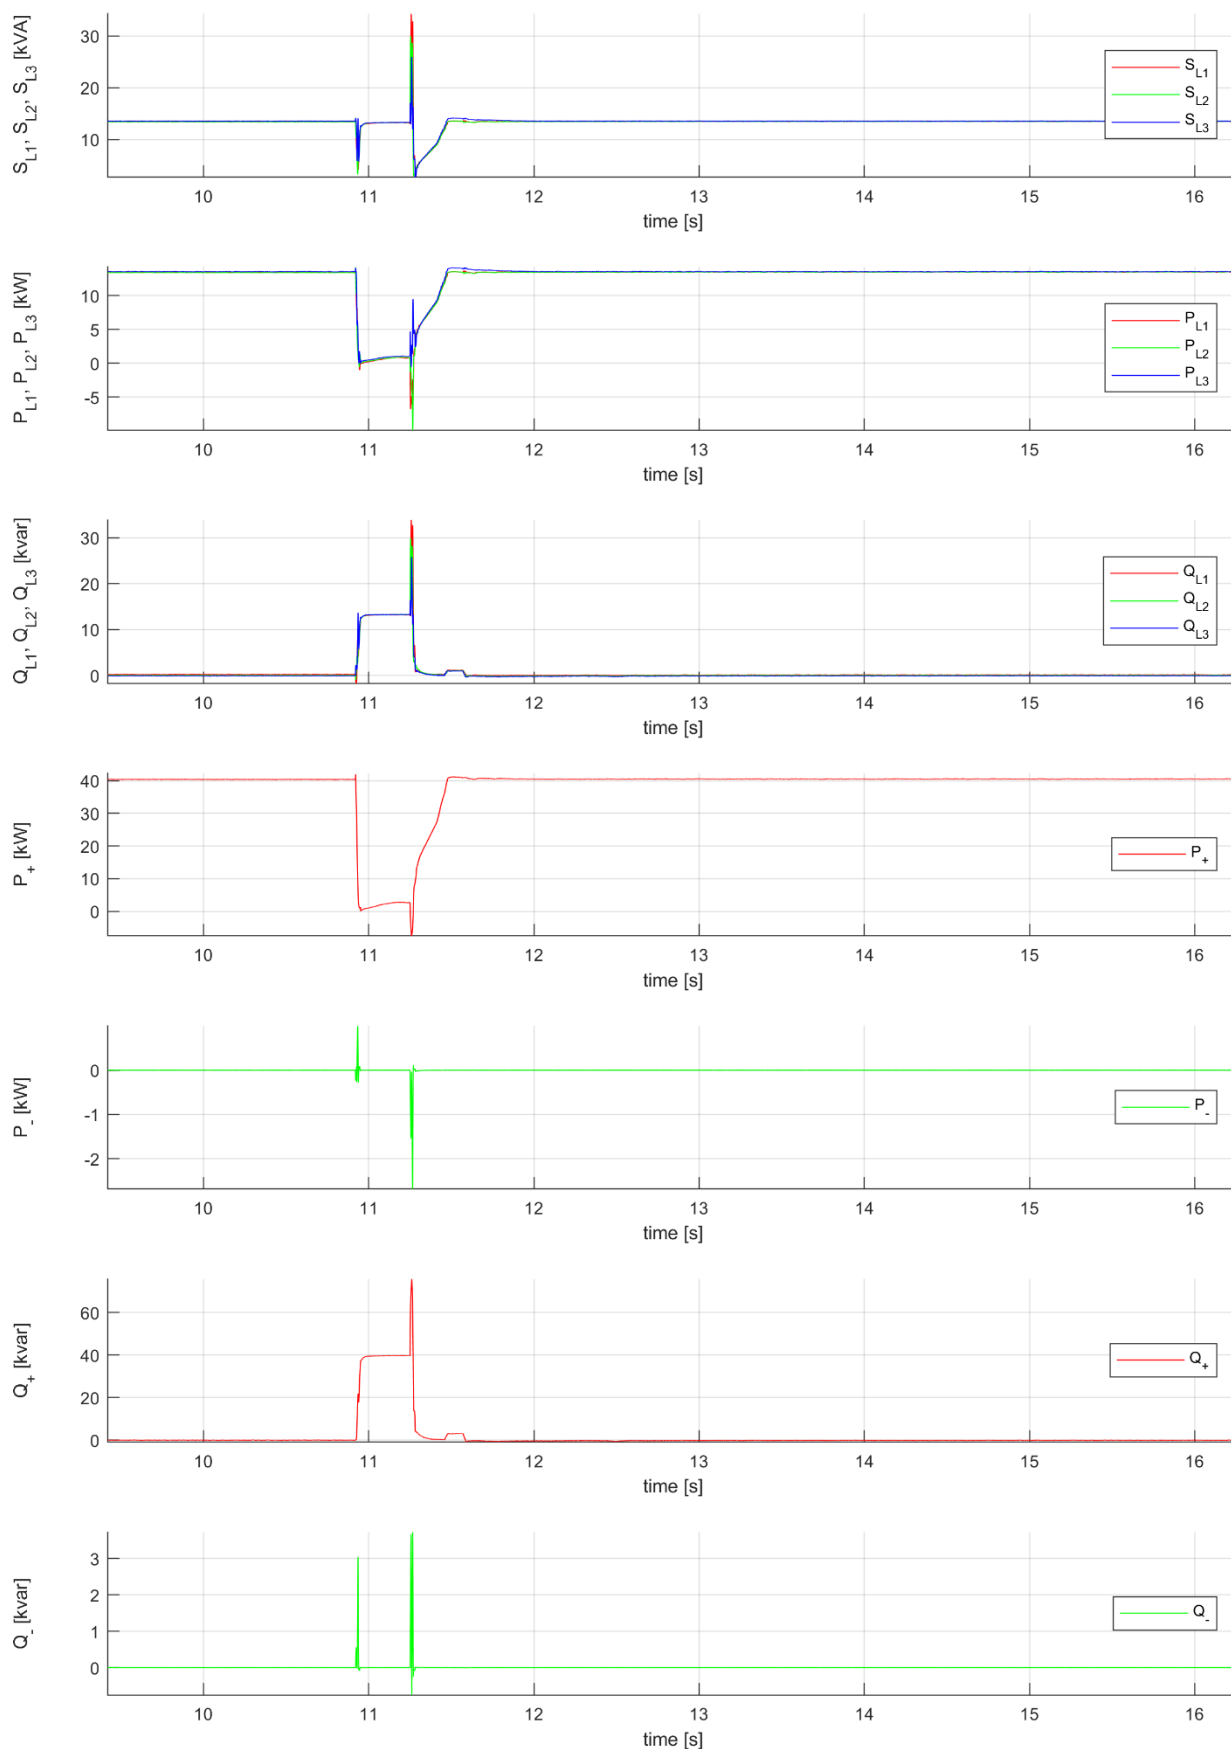 S_L1, S_L2, S_L3 [kVA]
30
20
10
S_L1
S_L2
S_L3
10 11 12 13 14 15 16
time [s]
P_L1, P_L2, P_L3 [kW]
10
5
0
-5
P_L1
P_L2
P_L3
10 11 12 13 14 15 16
time [s]
Q_L1, Q_L2, Q_L3 [kvar]
30
20
10
0
Q_L1
Q_L2
Q_L3
10 11 12 13 14 15 16
time [s]
P_+ [kW]
40
30
20
10
0
P_+
10 11 12 13 14 15 16
time [s]
P_- [kW]
0
-1
-2
P_-
10 11 12 13 14 15 16
time [s]
Q_+ [kvar]
60
40
20
0
Q_+
10 11 12 13 14 15 16
time [s]
Q_- [kvar]
3
2
1
0
Q_-
10 11 12 13 14 15 16
time [s]